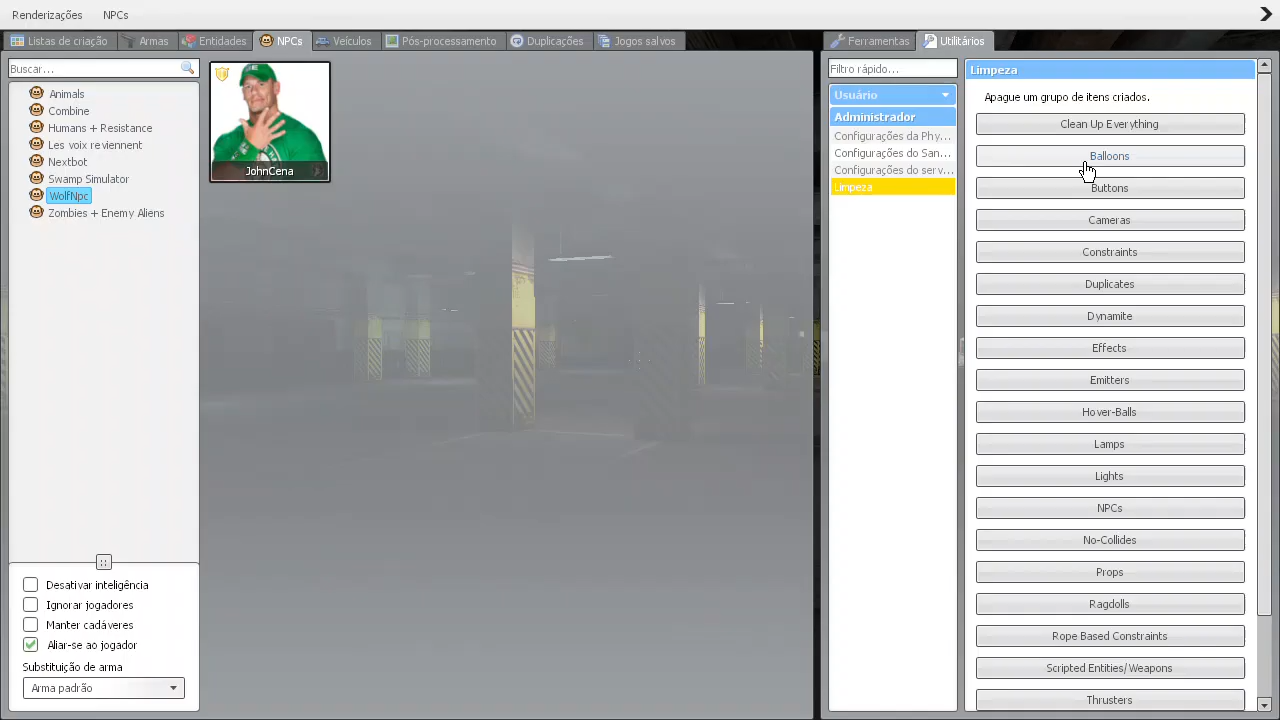 Renderizações NPCs
Listas de criação Armas Entidades NPCs Veículos Pós-processamento Duplicações Jogos salvos
Ferramentas Utilitários
Buscar...
Animals
Combine
Humans + Resistance
Les voix reviennent
Nextbot
Swamp Simulator
WolfNpc
Zombies + Enemy Aliens
JohnCena
Desativar inteligência
Ignorar jogadores
Manter cadáveres
Aliar-se ao jogador
Substituição de arma
Arma padrão
Filtro rápido...
Usuário
Administrador
Configurações da Phy...
Configurações do San...
Configurações do serv...
Limpeza
Limpeza
Apague um grupo de itens criados.
Clean Up Everything
Balloons
Buttons
Cameras
Constraints
Duplicates
Dynamite
Effects
Emitters
Hover-Balls
Lamps
Lights
NPCs
No-Collides
Props
Ragdolls
Rope Based Constraints
Scripted Entities/Weapons
Thrusters